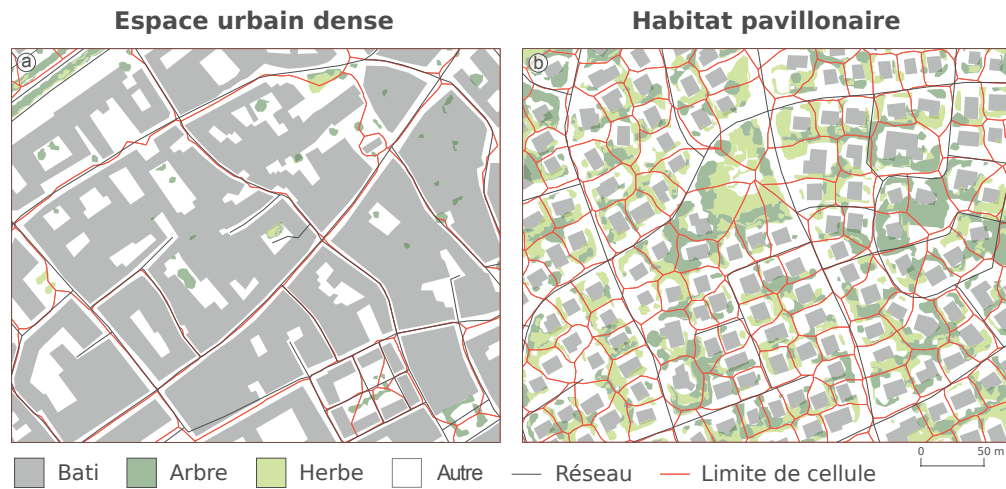 Espace urbain dense
Habitat pavillonaire
a
b
Bati
Arbre
Herbe
Autre
Réseau
Limite de cellule
0 50 m